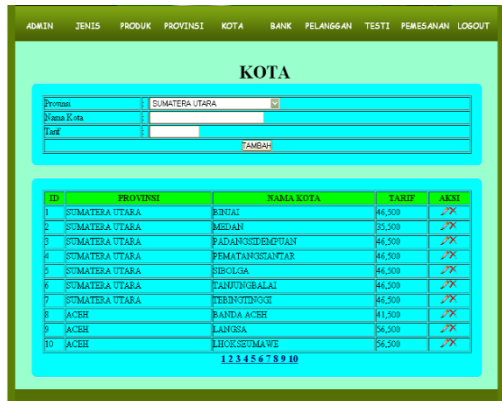 ADMIN JENIS PRODUK PROVINSI KOTA BANK PELANGGAN TESTI PEMESANAN LOGOUT
KOTA
Provinsi : SUMATERA UTARA
Nama Kota :
Tarif :
TAMBAH
ID PROVINSI NAMA KOTA TARIF AKSI
1 SUMATERA UTARA BINJAI 46,500
2 SUMATERA UTARA MEDAN 35,500
3 SUMATERA UTARA PADANGSIDEMPUAN 46,500
4 SUMATERA UTARA PEMATANGSIANTAR 46,500
5 SUMATERA UTARA SIBOLGA 46,500
6 SUMATERA UTARA TANJUNGBALAI 46,500
7 SUMATERA UTARA TEBINGTINGGI 46,500
8 ACEH BANDA ACEH 41,500
9 ACEH LANGSA 56,500
10 ACEH LHOKSEUMAWE 56,500
1 2 3 4 5 6 7 8 9 10